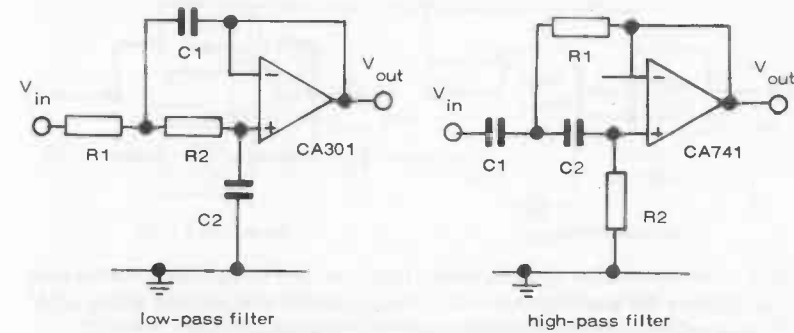 C1
V
in
V
out
−
+
R1
R2
CA301
C2
low-pass filter
R1
V
in
V
out
−
+
C1
C2
CA741
R2
high-pass filter